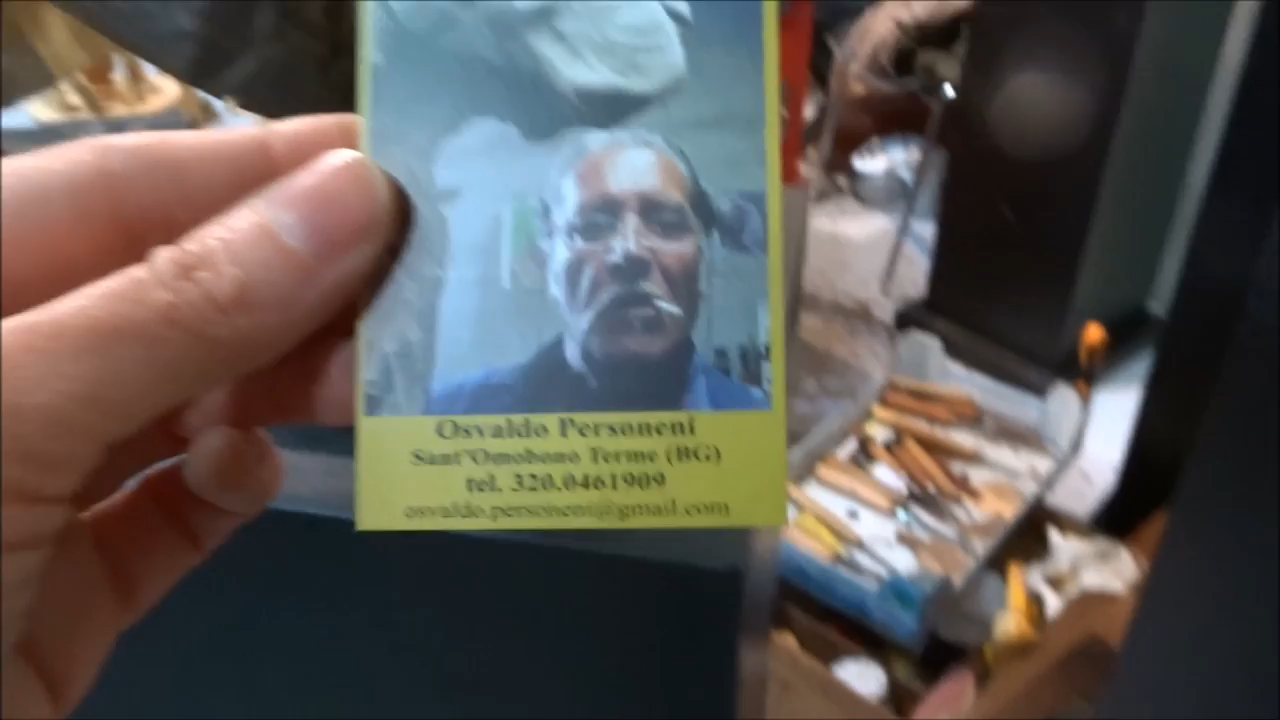 Osvaldo Personeni
Sant'Omobono Terme (BG)
tel. 320.0461909
osvaldo.personeni@gmail.com